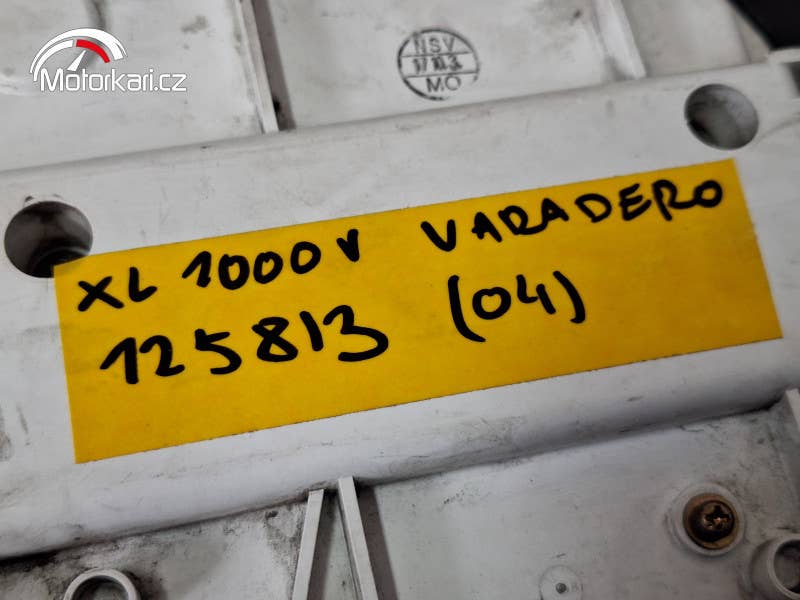 Motorkari.cz
NSV
MO
XL 1000V VARADERO
125813 (04)